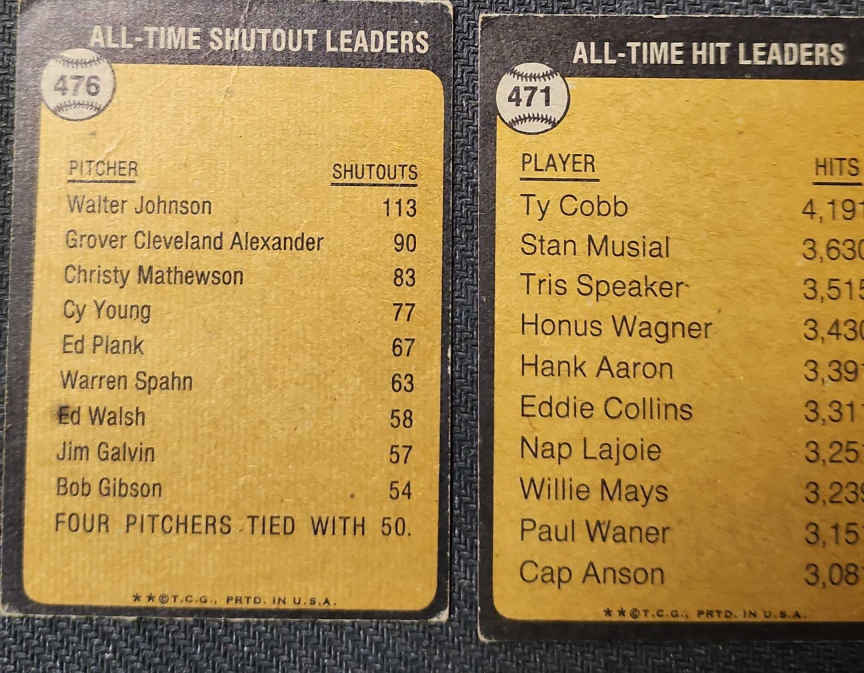 ALL-TIME SHUTOUT LEADERS
476
PITCHER SHUTOUTS
Walter Johnson 113
Grover Cleveland Alexander 90
Christy Mathewson 83
Cy Young 77
Ed Plank 67
Warren Spahn 63
Ed Walsh 58
Jim Galvin 57
Bob Gibson 54
FOUR PITCHERS TIED WITH 50.
**©T.C.G., PRTD. IN U.S.A.
ALL-TIME HIT LEADERS
471
PLAYER HITS
Ty Cobb 4,191
Stan Musial 3,630
Tris Speaker 3,515
Honus Wagner 3,430
Hank Aaron 3,39
Eddie Collins 3,31
Nap Lajoie 3,25
Willie Mays 3,239
Paul Waner 3,15
Cap Anson 3,08
**©T.C.G., PRTD. IN U.S.A.